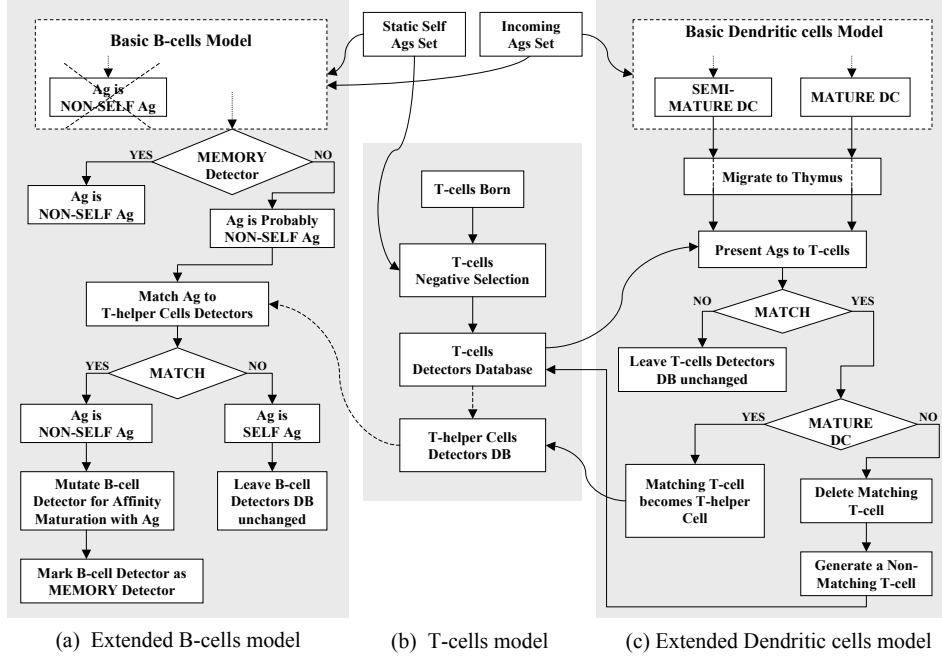 Static Self
Ags Set
Incoming
Ags Set
Basic B-cells Model
Ag is
NON-SELF Ag
MEMORY
Detector
YES
NO
Ag is
NON-SELF Ag
Ag is Probably
NON-SELF Ag
Match Ag to
T-helper Cells Detectors
MATCH
YES
NO
Ag is
NON-SELF Ag
Ag is
SELF Ag
Mutate B-cell
Detector for Affinity
Maturation with Ag
Leave B-cell
Detectors DB
unchanged
Mark B-cell Detector as
MEMORY Detector
(a) Extended B-cells model
T-cells Born
T-cells
Negative Selection
T-cells
Detectors Database
T-helper Cells
Detectors DB
(b) T-cells model
Basic Dendritic cells Model
SEMI-
MATURE DC
MATURE DC
Migrate to Thymus
Present Ags to T-cells
NO
YES
MATCH
Leave T-cells Detectors
DB unchanged
YES
NO
MATURE
DC
Matching T-cell
becomes T-helper
Cell
Delete Matching
T-cell
Generate a Non-
Matching T-cell
(c) Extended Dendritic cells model